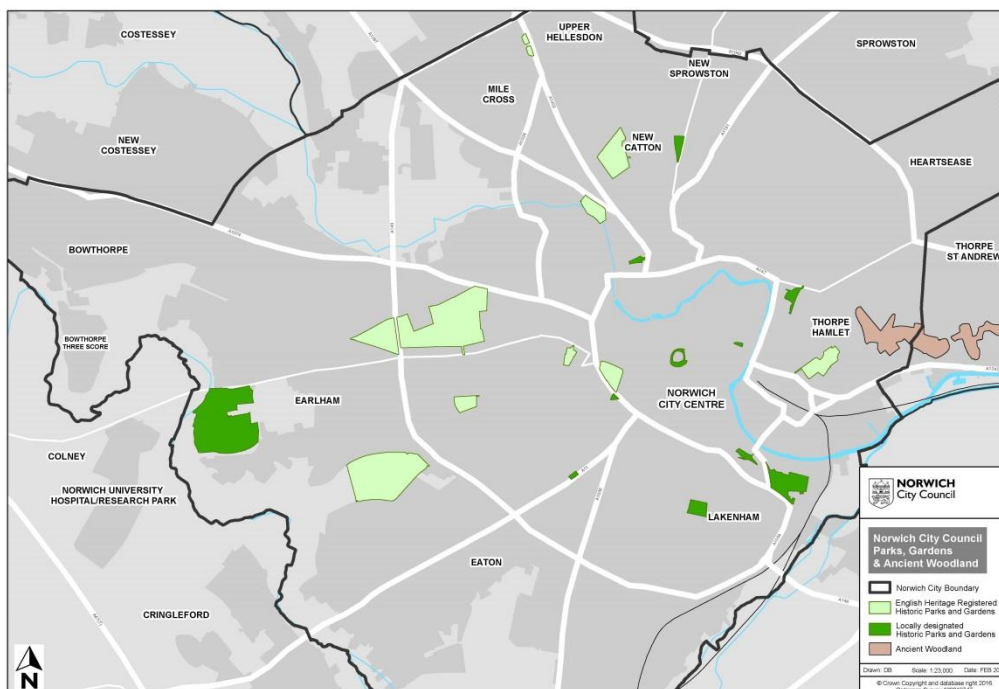 COSTESSEY
UPPER
HELLESDON
SPROWSTON
NEW
SPROWSTON
MILE
CROSS
NEW
COSTESSEY
NEW
CATTON
HEARTSEASE
BOWTHORPE
THORPE
ST ANDREW
BOWTHORPE
THREE SCORE
THORPE
HAMLET
EARLHAM
NORWICH
CITY CENTRE
COLNEY
NORWICH UNIVERSITY
HOSPITAL/RESEARCH PARK
LAKENHAM
EATON
CRINGLEFORD
N
NORWICH
City Council
Norwich City Council
Parks, Gardens
& Ancient Woodland
Norwich City Boundary
English Heritage Registered
Historic Parks and Gardens
Locally designated
Historic Parks and Gardens
Ancient Woodland
Drawn: DB Scale: 1:23,000 Date: FEB 20
© Crown Copyright and database right 2016